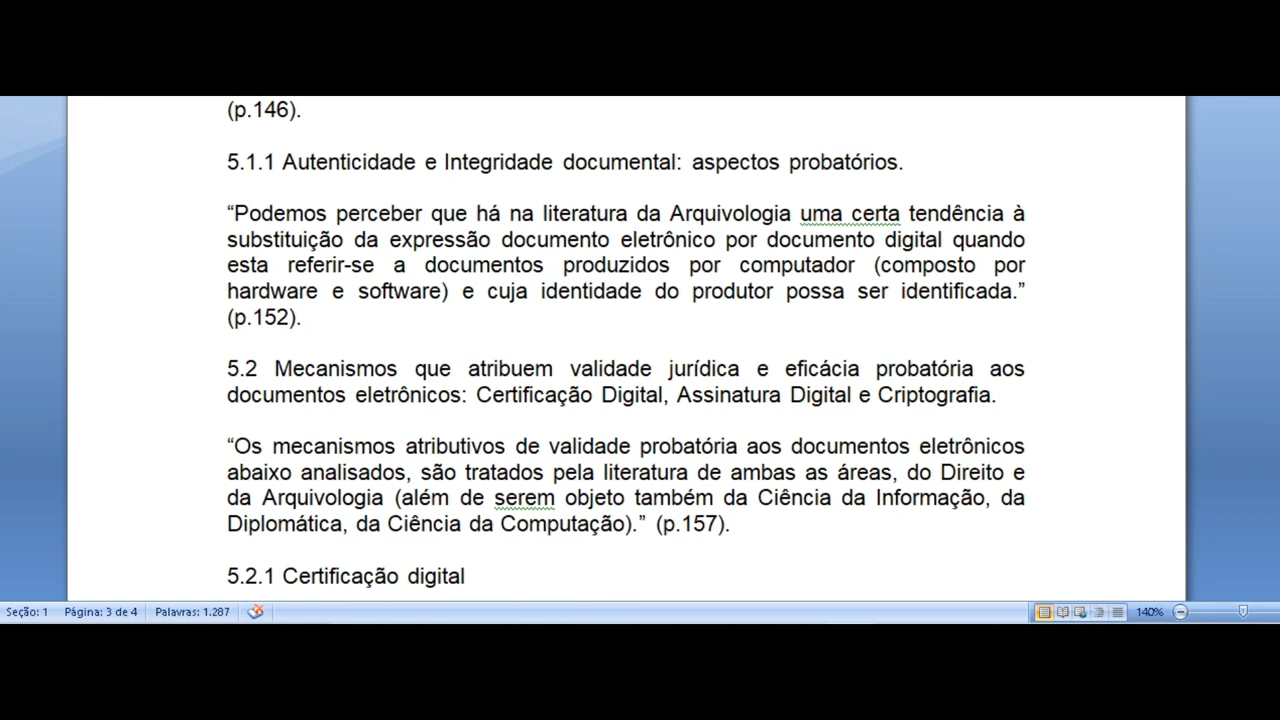 (p.146).
5.1.1 Autenticidade e Integridade documental: aspectos probatórios.
“Podemos perceber que há na literatura da Arquivologia uma certa tendência à
substituição da expressão documento eletrônico por documento digital quando
esta referir-se a documentos produzidos por computador (composto por
hardware e software) e cuja identidade do produtor possa ser identificada.”
(p.152).
5.2 Mecanismos que atribuem validade jurídica e eficácia probatória aos
documentos eletrônicos: Certificação Digital, Assinatura Digital e Criptografia.
“Os mecanismos atributivos de validade probatória aos documentos eletrônicos
abaixo analisados, são tratados pela literatura de ambas as áreas, do Direito e
da Arquivologia (além de serem objeto também da Ciência da Informação, da
Diplomática, da Ciência da Computação).” (p.157).
5.2.1 Certificação digital
Seção: 1 Página: 3 de 4 Palavras: 1.287 140%